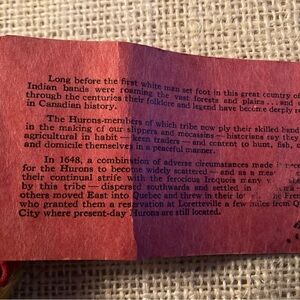 Long before the first white man set foot in this great country of
Indian bands were roaming the vast forests and plains . . . and
through the centuries their folklore and legend have become deeply
in Canadian history.
The Hurons-members of which tribe now ply their skilled
in the making of our slippers and mocassins — historians say they
agricultural in habit — keen traders — and content to hunt, fish,
and domicile themselves in a peaceful manner.
In 1648, a combination of adverse circumstances made
for the Hurons to become widely scattered — and as a
their continual strife with the ferocious Iroquois many
by this tribe — dispersed southwards and settled in
others moved East into Quebec and threw in their
who granted them a reservation at Loretteville a few miles from
City where present-day Hurons are still located.